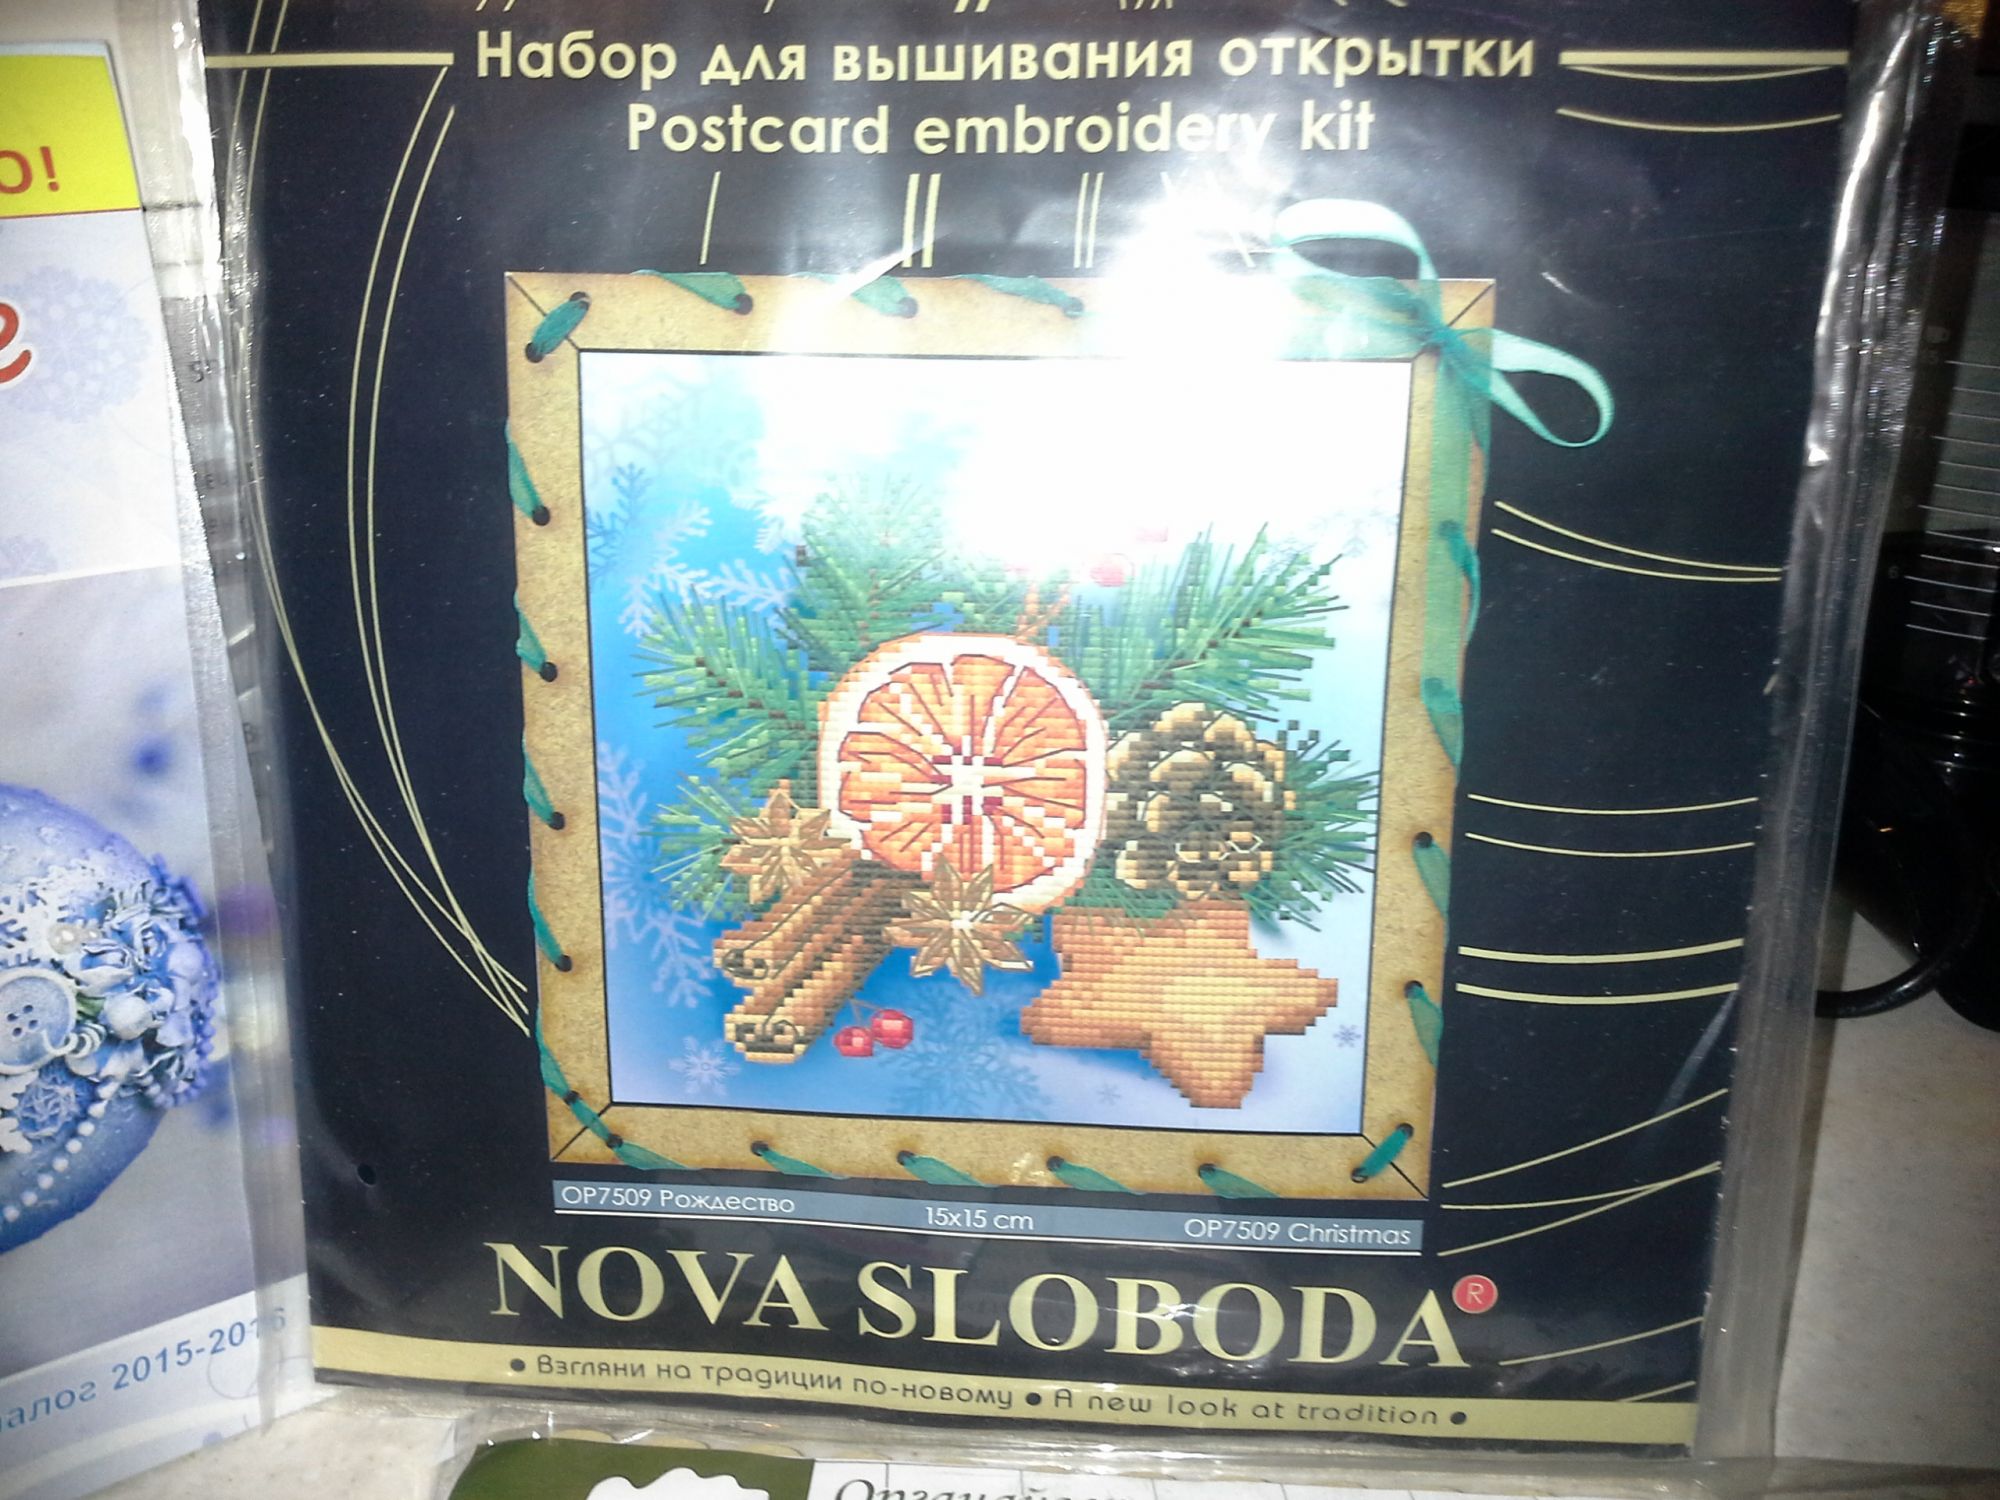 Набор для вышивания открытки
Postcard embroidery kit
OP7509 Рождество 15x15 cm OP7509 Christmas
NOVA SLOBODA®
• Взгляни на традиции по-новому • A new look at tradition •
О!
е
алог 2015-2016